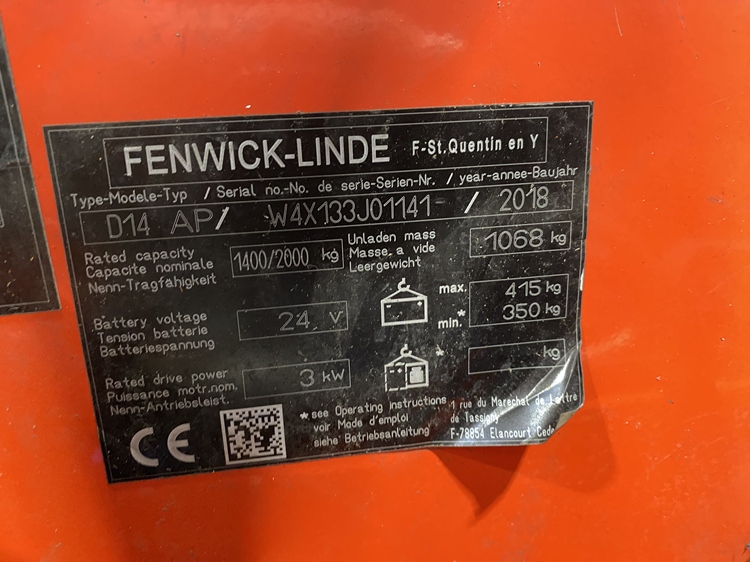 FENWICK-LINDE F-St.Quentin en Y
Type-Modele-Typ / Serial no.-No. de serie-Serien-Nr. / year-annee-Baujahr
D14 AP/ W4X133J01141 / 2018
Rated capacity
Capacite nominale
Nenn-Tragfahigkeit
1400/2000 kg
Unladen mass
Masse a vide
Leergewicht
1068 kg
Battery voltage
Tension batterie
Batteriespannung
24 V
max. 415 kg
min.* 350 kg
Rated drive power
Puissance motr.nom.
Nenn-Antriebsleist.
3 kW
* kg
CE
*see Operating instructions
voir Mode d'emploi
siehe Betriebsanleitung
1 rue du Marechal de Lattre
de Tassigny
F-78854 Elancourt Cedex